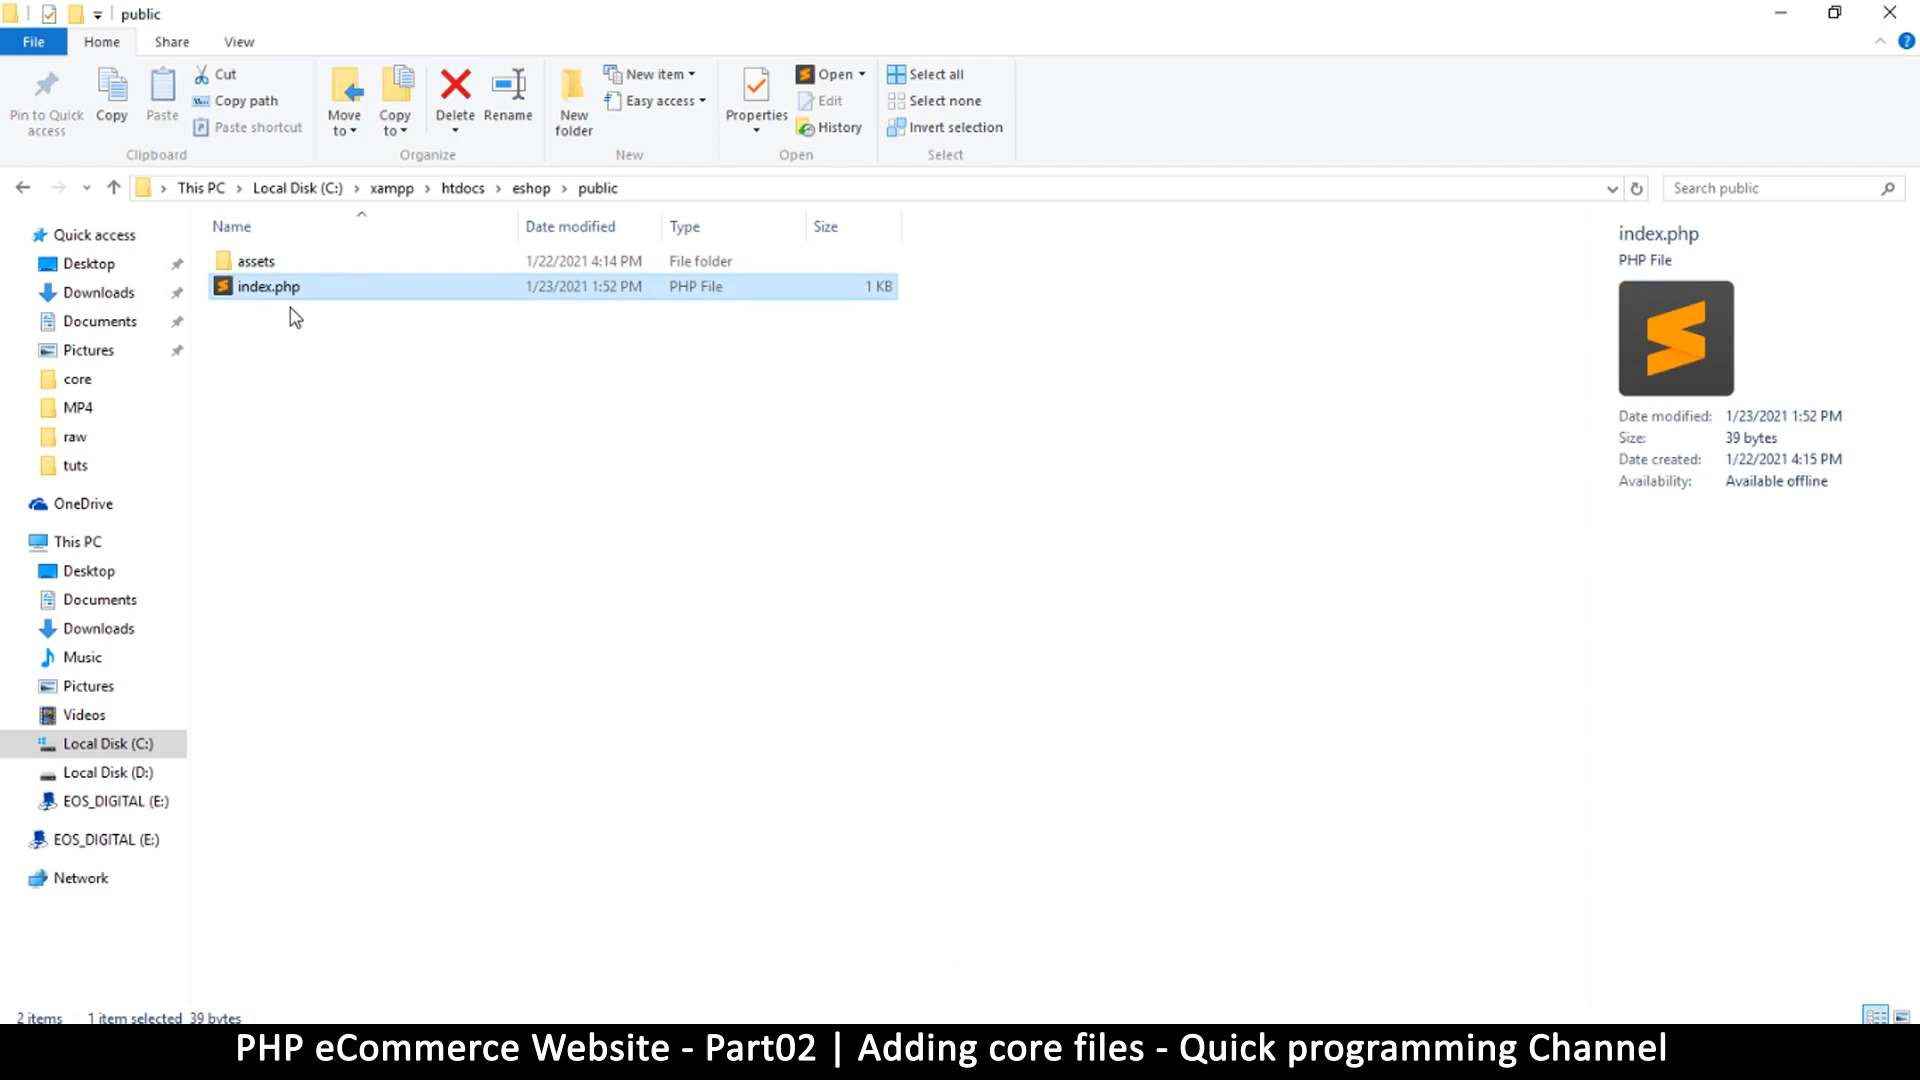 public
File Home Share View
Pin to Quick access
Copy
Paste
Cut
Copy path
Paste shortcut
Clipboard
Move to
Copy to
Delete
Rename
Organize
New folder
New item
Easy access
New
Properties
Open
Edit
History
Open
Select all
Select none
Invert selection
Select
This PC > Local Disk (C:) > xampp > htdocs > eshop > public
Search public
Name Date modified Type Size
assets 1/22/2021 4:14 PM File folder
index.php 1/23/2021 1:52 PM PHP File 1 KB
Quick access
Desktop
Downloads
Documents
Pictures
core
MP4
raw
tuts
OneDrive
This PC
Desktop
Documents
Downloads
Music
Pictures
Videos
Local Disk (C:)
Local Disk (D:)
EOS_DIGITAL (E:)
EOS_DIGITAL (E:)
Network
index.php
PHP File
Date modified: 1/23/2021 1:52 PM
Size: 39 bytes
Date created: 1/22/2021 4:15 PM
Availability: Available offline
2 items 1 item selected 39 bytes
PHP eCommerce Website - Part02 | Adding core files - Quick programming Channel